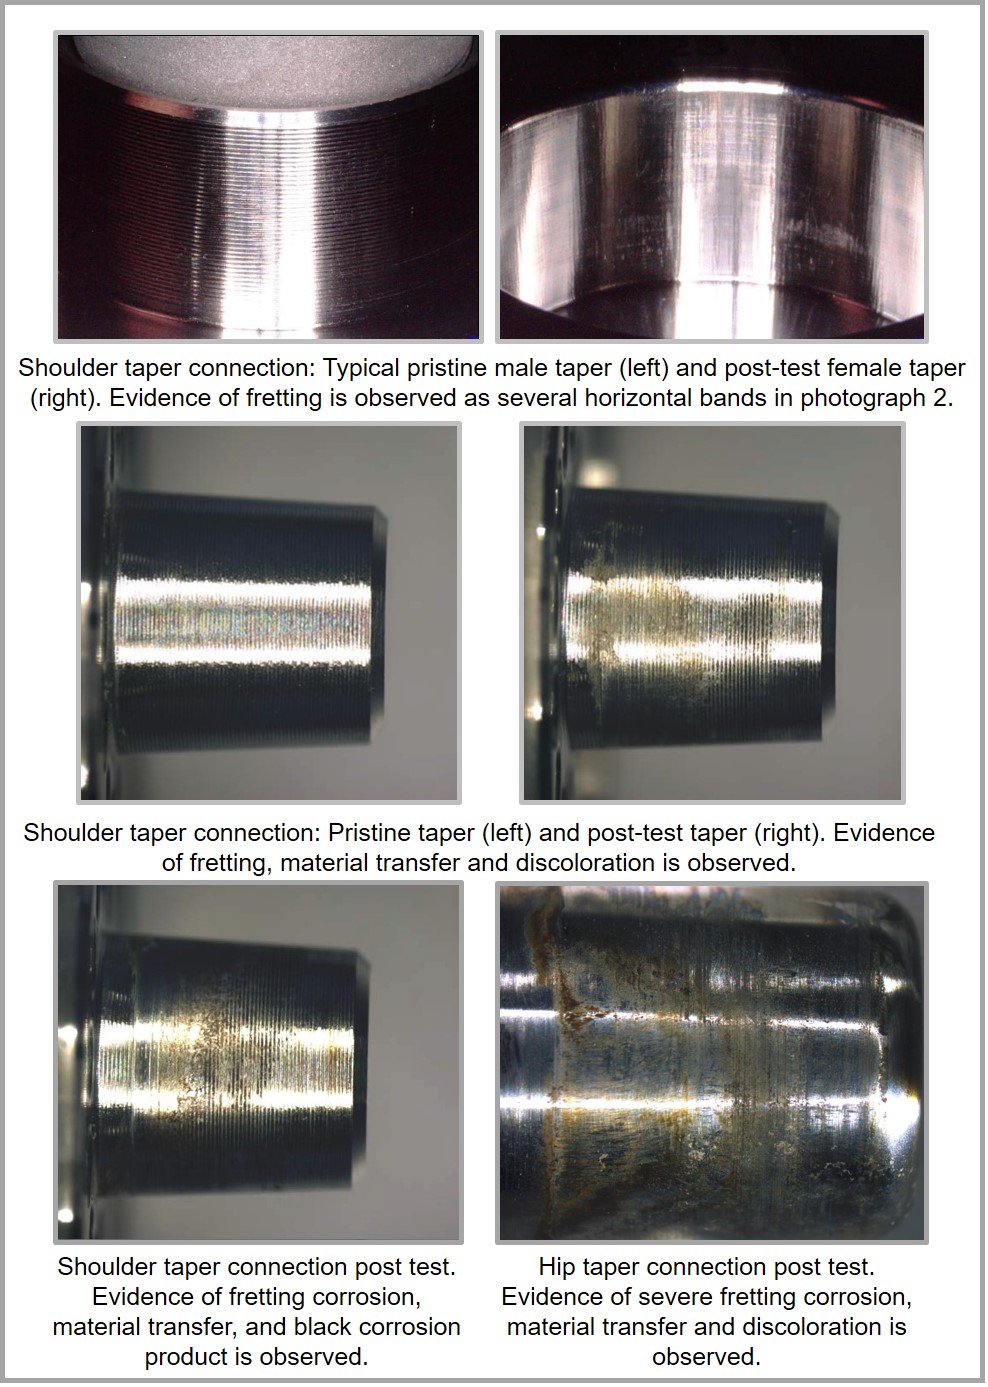 Shoulder taper connection: Typical pristine male taper (left) and post-test female taper
(right). Evidence of fretting is observed as several horizontal bands in photograph 2.
Shoulder taper connection: Pristine taper (left) and post-test taper (right). Evidence
of fretting, material transfer and discoloration is observed.
Shoulder taper connection post test.
Evidence of fretting corrosion,
material transfer, and black corrosion
product is observed.
Hip taper connection post test.
Evidence of severe fretting corrosion,
material transfer and discoloration is
observed.